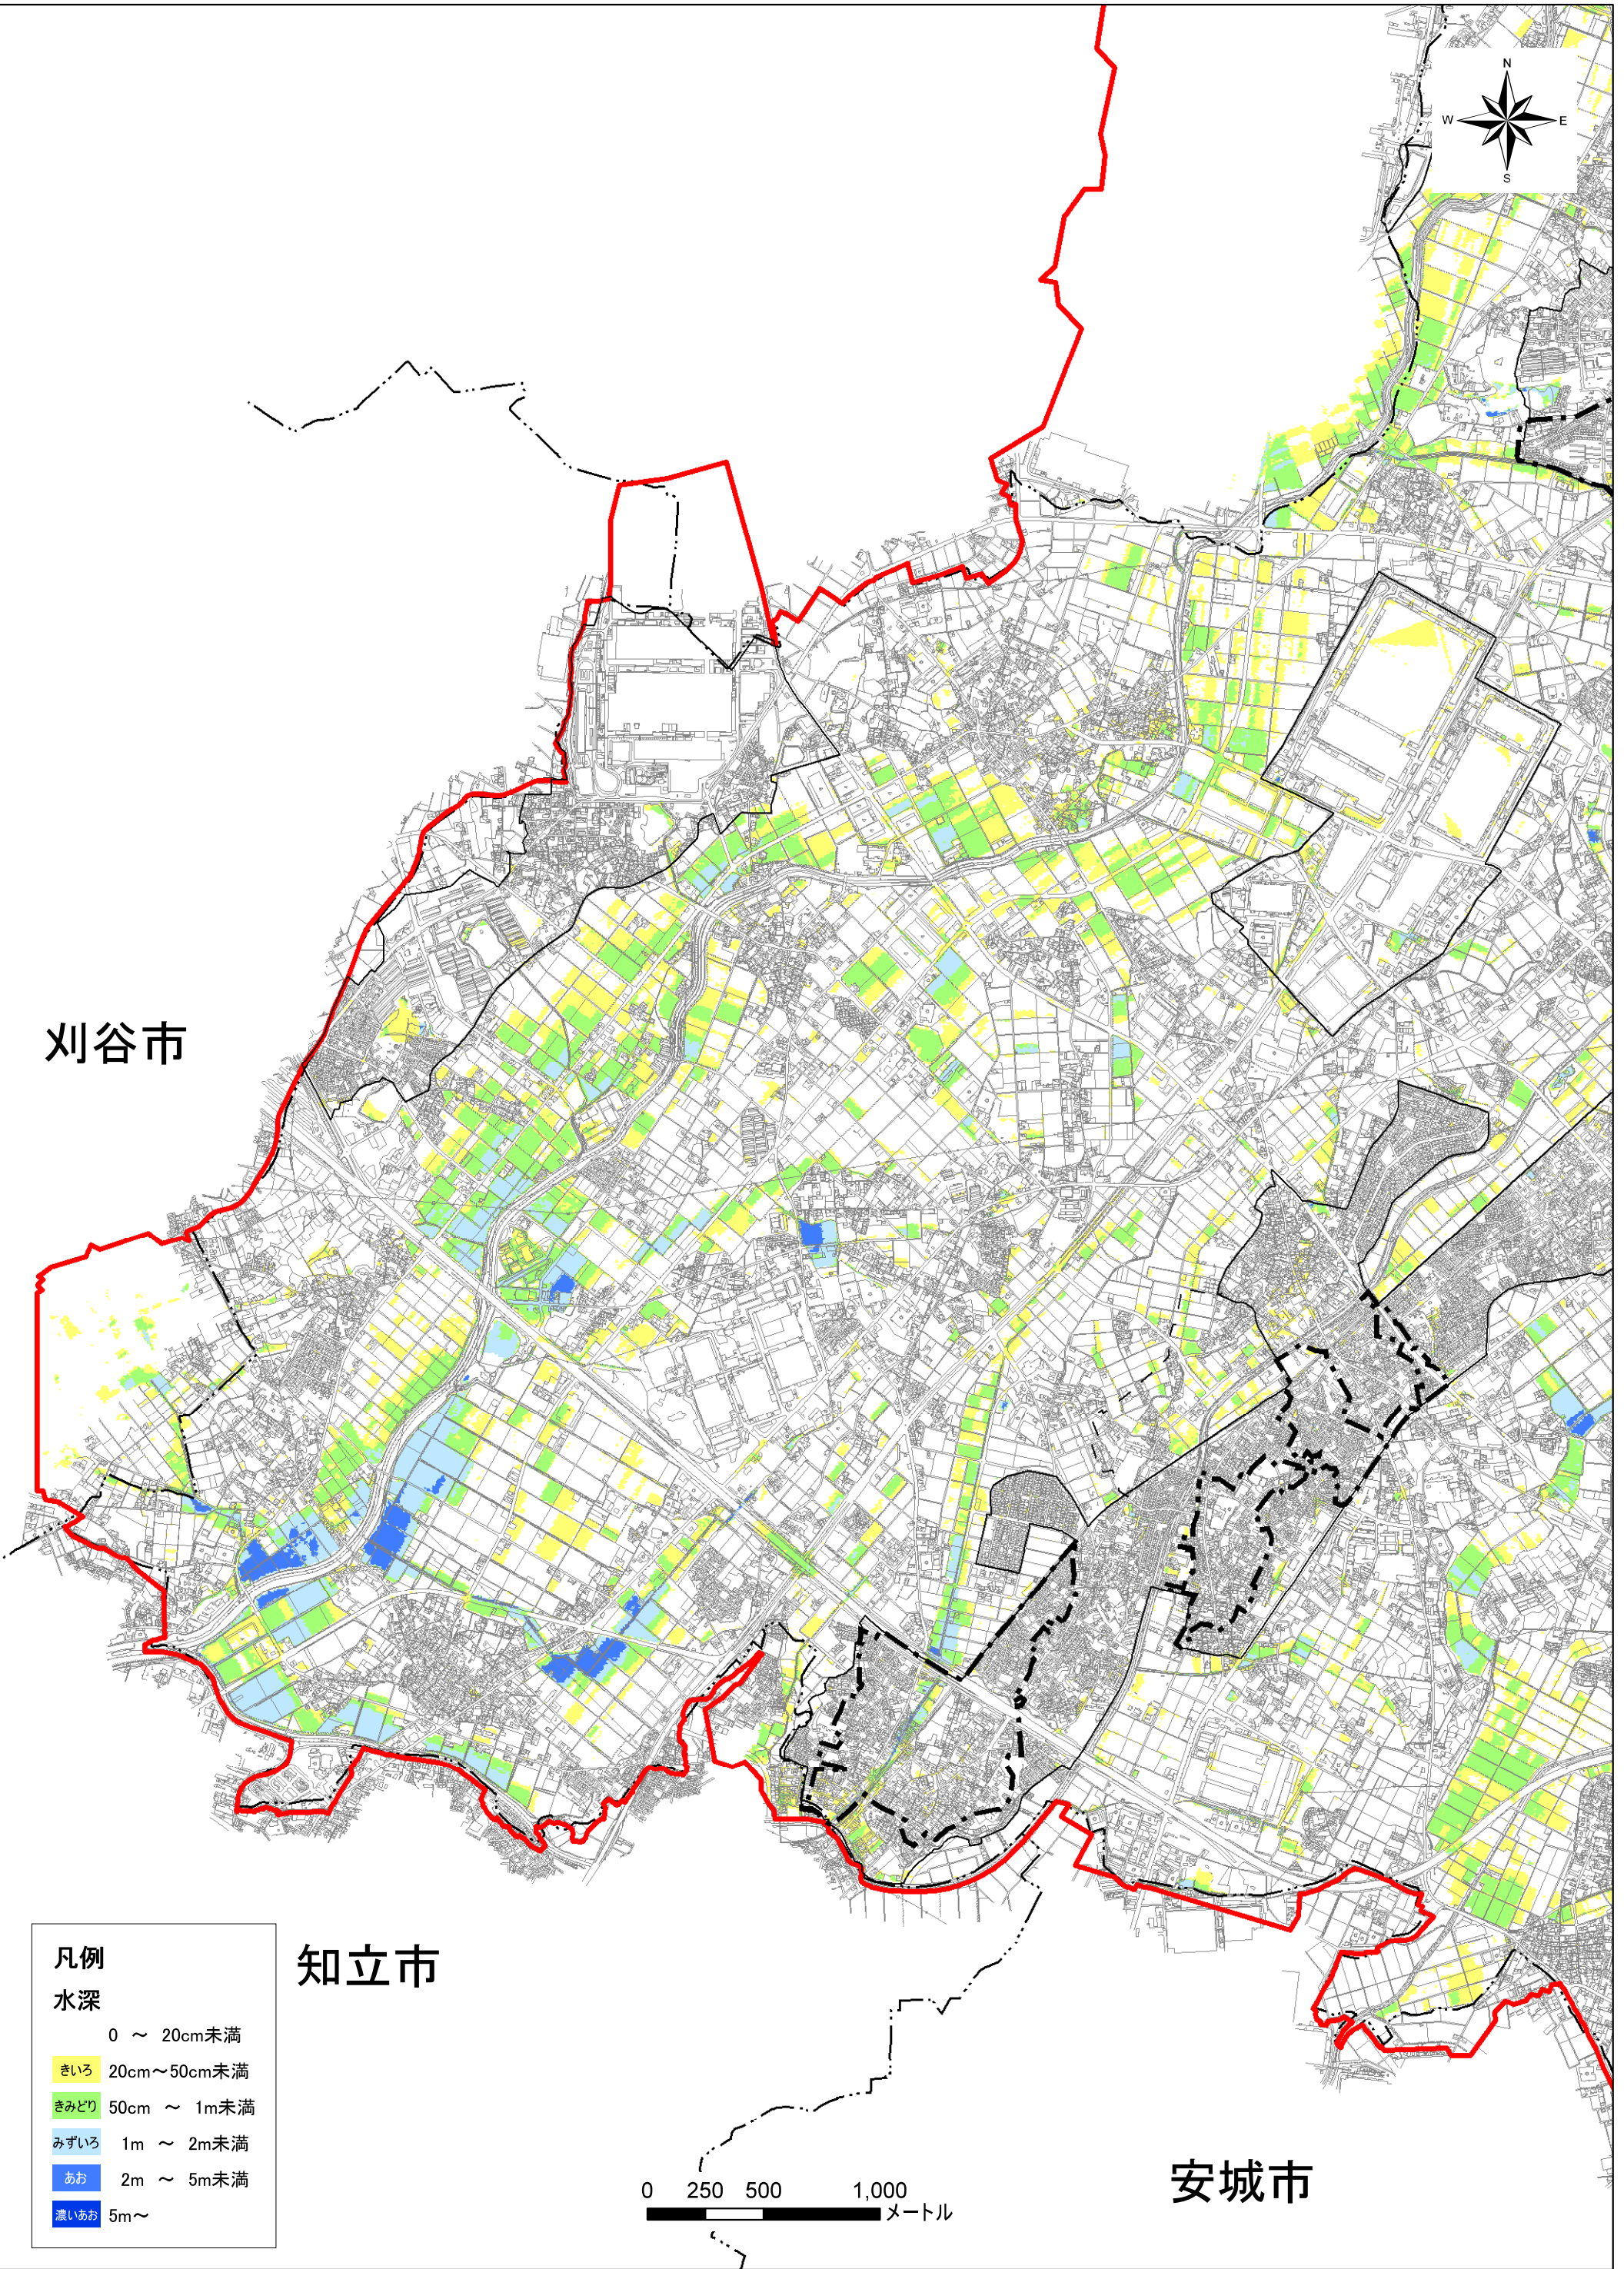 N
W E
S
刈谷市
知立市
安城市
凡例
水深
0 ～ 20cm未満
きいろ 20cm～50cm未満
きみどり 50cm ～ 1m未満
みずいろ 1m ～ 2m未満
あお 2m ～ 5m未満
濃いあお 5m～
0 250 500 1,000
メートル